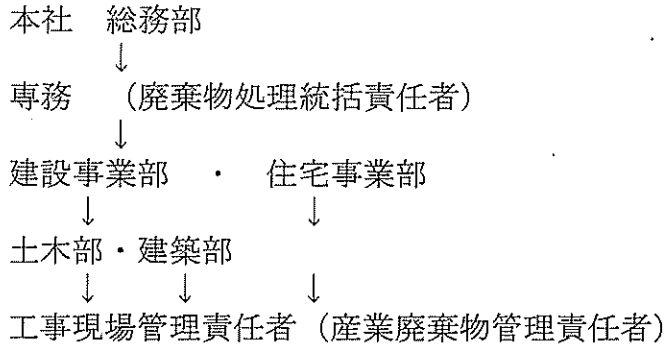 本社　総務部
↓
専務　（廃棄物処理統括責任者）
↓
建設事業部　・　住宅事業部
↓　↓
土木部・建築部
↓　↓　↓
工事現場管理責任者（産業廃棄物管理責任者）